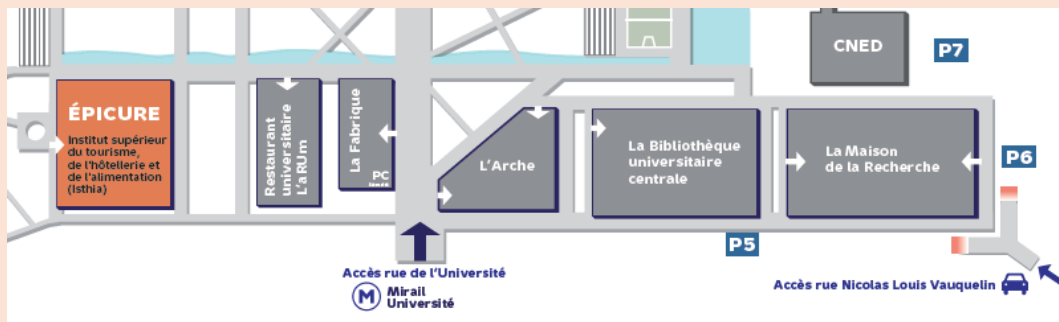 CNED
P7
ÉPICURE
Institut supérieur
du tourisme,
de l'hôtellerie et
de l'alimentation
(Isthia)
Restaurant
universitaire
L'aRUm
La Fabrique
PC
L'Arche
La Bibliothèque
universitaire
centrale
La Maison
de la Recherche
P6
P5
Accès rue de l'Université
M Mirail
Université
Accès rue Nicolas Louis Vauquelin